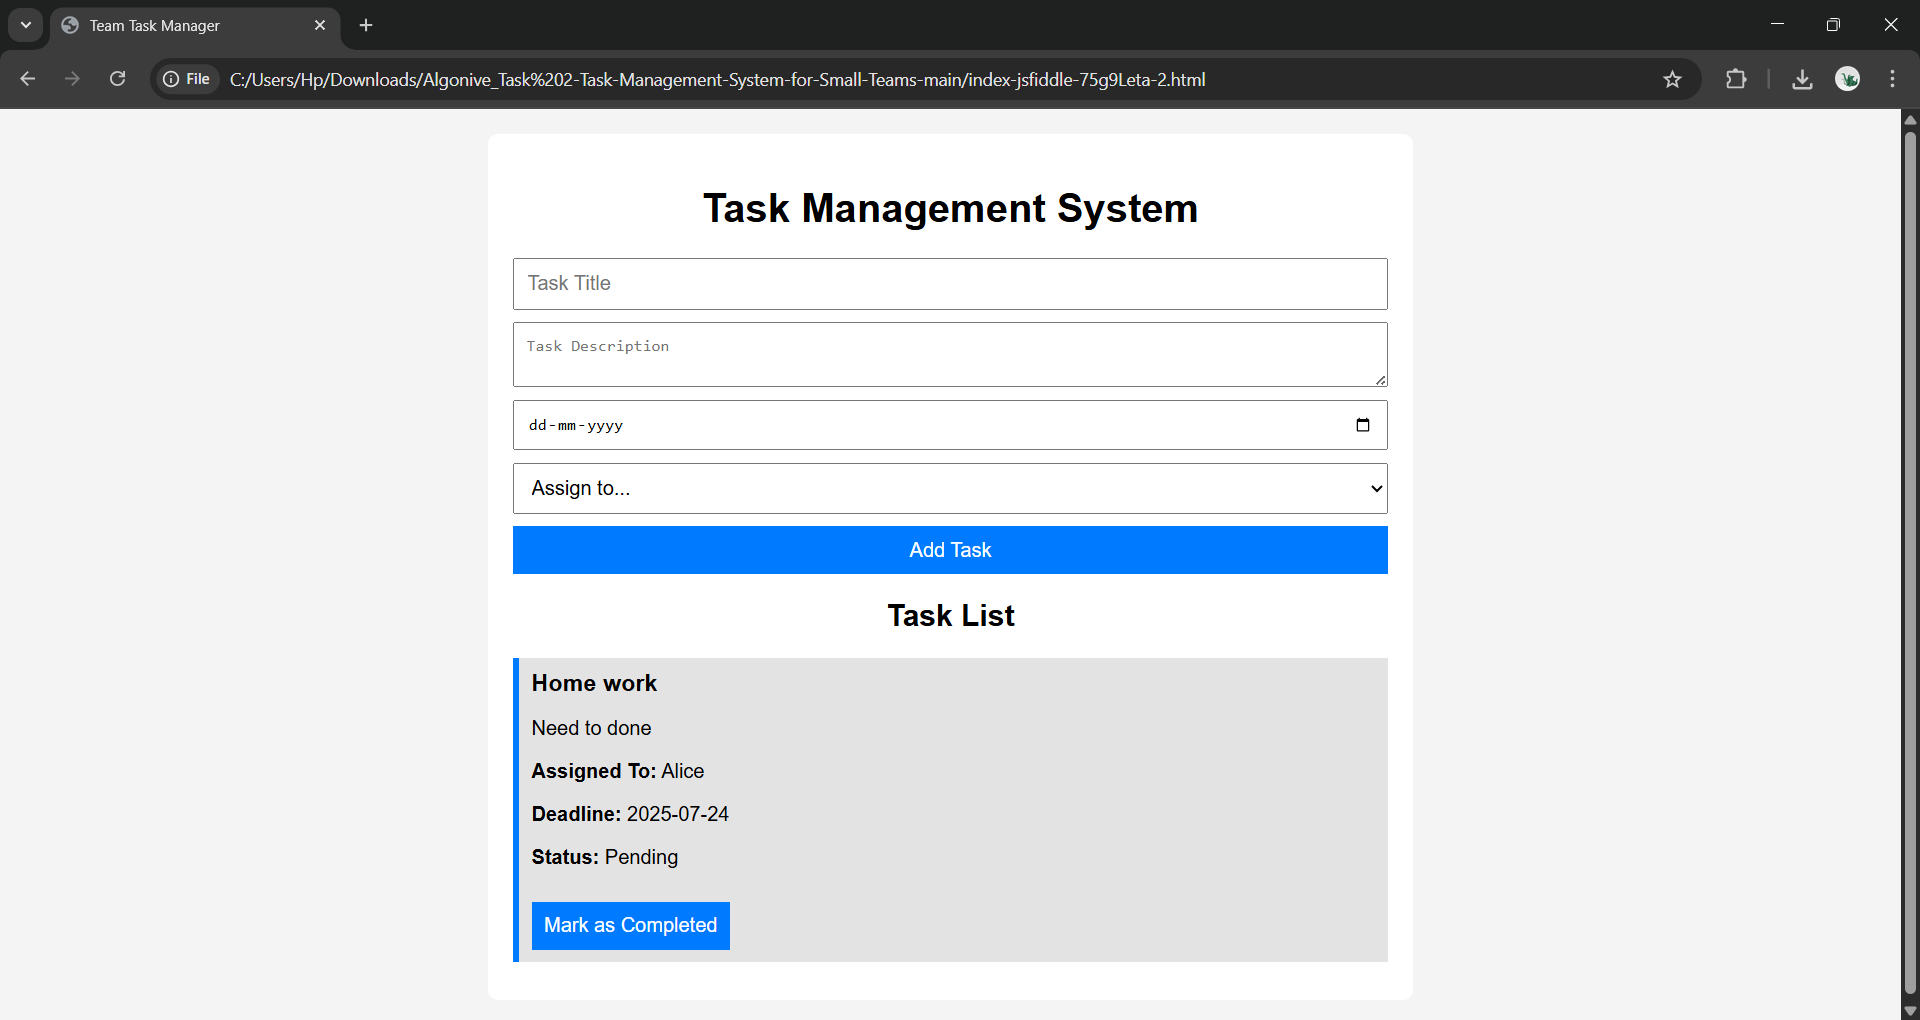 Team Task Manager
File
C:/Users/Hp/Downloads/Algonive_Task%202-Task-Management-System-for-Small-Teams-main/index-jsfiddle-75g9Leta-2.html
Task Management System
Task Title
Task Description
dd-mm-yyyy
Assign to...
Add Task
Task List
Home work
Need to done
Assigned To: Alice
Deadline: 2025-07-24
Status: Pending
Mark as Completed